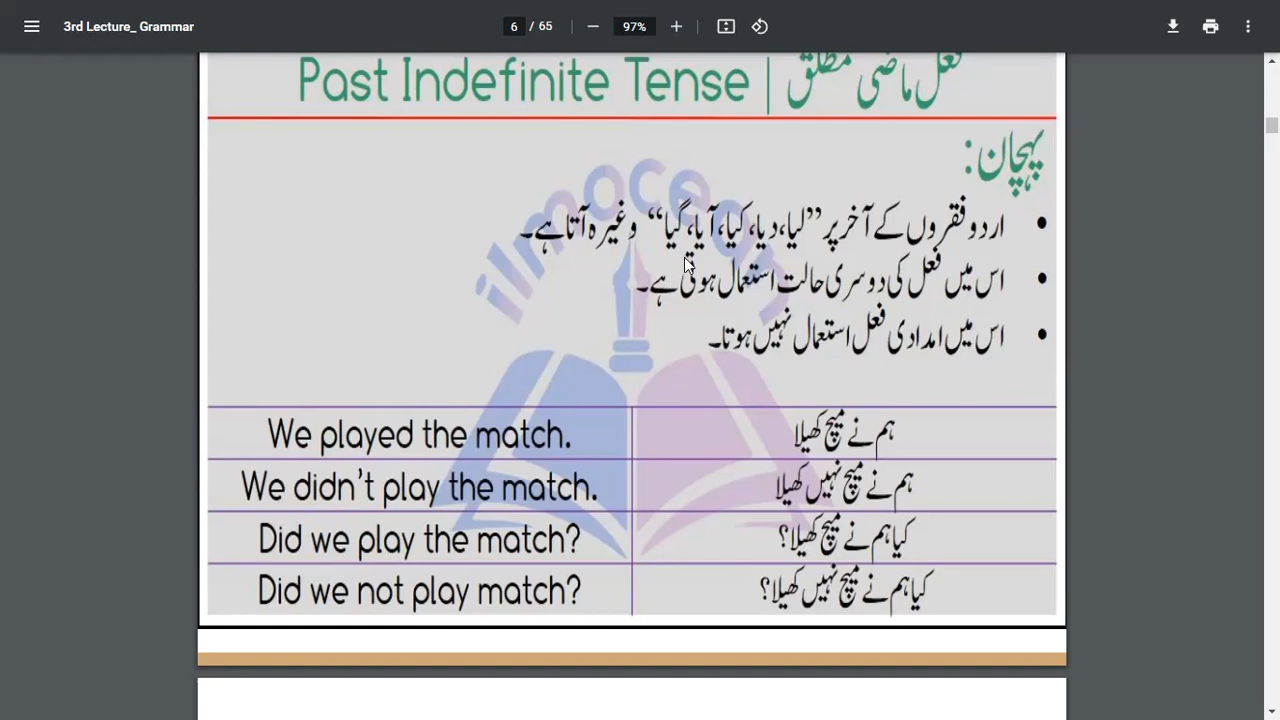 3rd Lecture_ Grammar
6 / 65
97%
Past Indefinite Tense | فعل ماضی مطلق
پہچان:
• اردو فقروں کے آخر پر ”لیا، دیا، کیا، آیا، گیا“ وغیرہ آتا ہے۔
• اس میں فعل کی دوسری حالت استعمال ہوتی ہے۔
• اس میں امدادی فعل استعمال نہیں ہوتا۔
ilmocean
We played the match. ہم نے میچ کھیلا
We didn't play the match. ہم نے میچ نہیں کھیلا
Did we play the match? کیا ہم نے میچ کھیلا؟
Did we not play match? کیا ہم نے میچ نہیں کھیلا؟